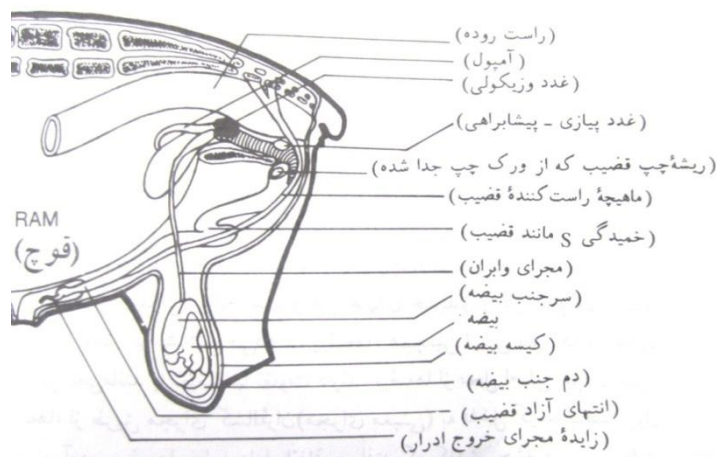 (راست روده)
(آمپول)
(غدد وزیکولی)
(غدد پیازی - پیشابراهی)
(ریشهٔ چپ قضیب که از ورک چپ جدا شده)
(ماهیچهٔ راست‌کنندهٔ قضیب)
(خمیدگی S مانند قضیب)
RAM
(قوچ)
(مجرای وابران)
(سرجنب بیضه)
بیضه
(کیسه بیضه)
(دم جنب بیضه)
(انتهای آزاد قضیب)
(زایدهٔ مجرای خروج ادرار)